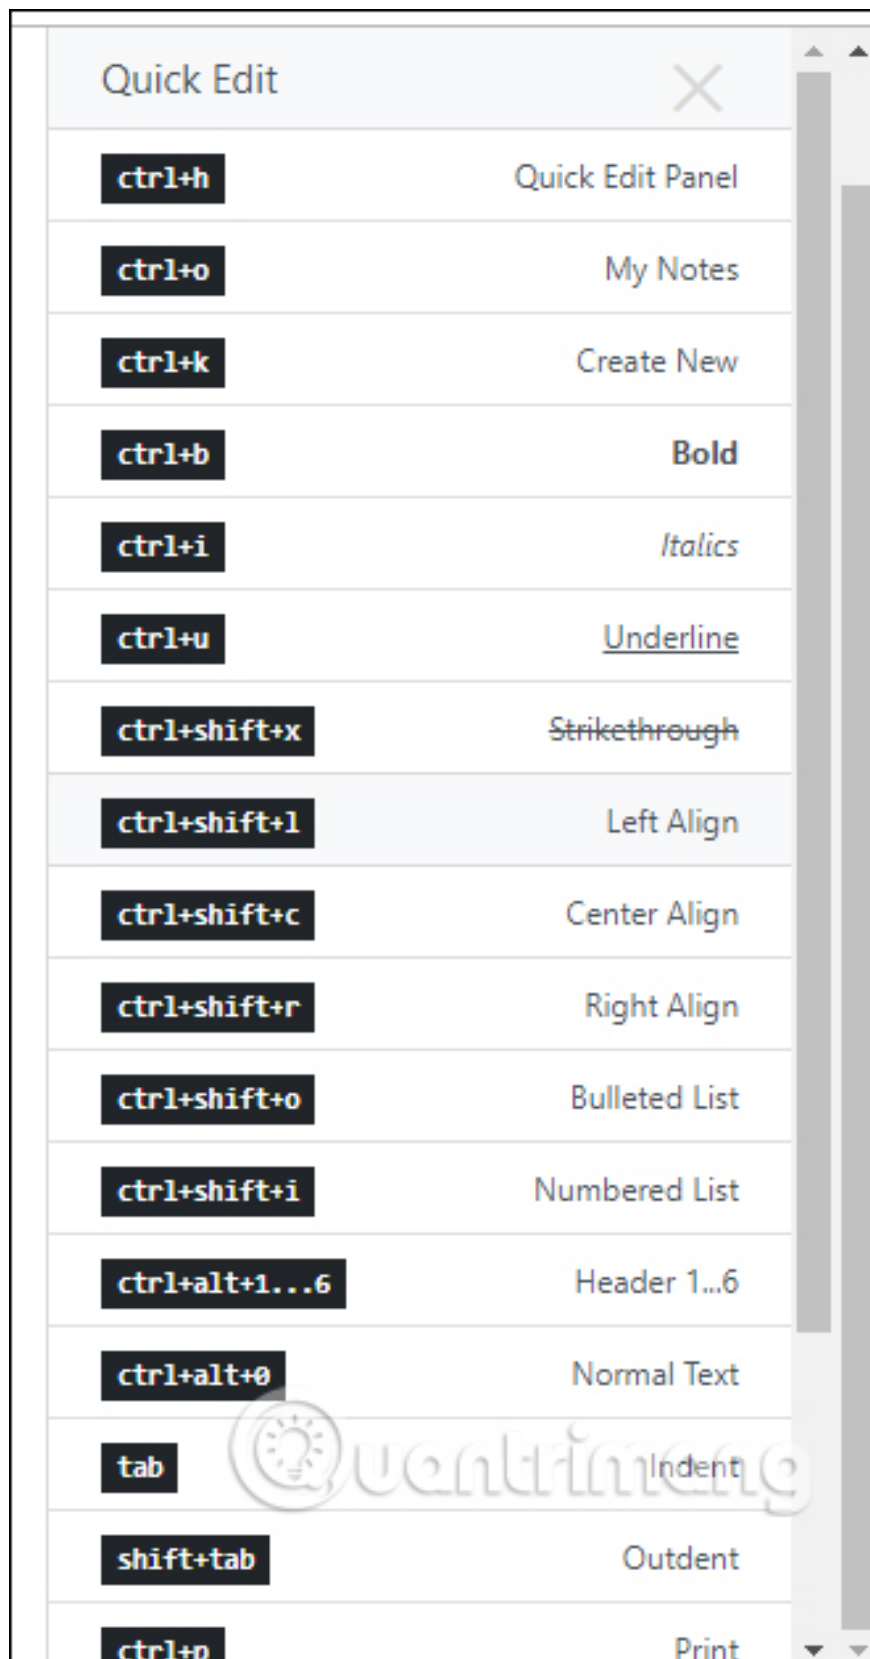 Quick Edit
ctrl+h Quick Edit Panel
ctrl+o My Notes
ctrl+k Create New
ctrl+b Bold
ctrl+i Italics
ctrl+u Underline
ctrl+shift+x Strikethrough
ctrl+shift+l Left Align
ctrl+shift+c Center Align
ctrl+shift+r Right Align
ctrl+shift+o Bulleted List
ctrl+shift+i Numbered List
ctrl+alt+1...6 Header 1...6
ctrl+alt+0 Normal Text
tab Indent
Quantrimang
shift+tab Outdent
ctrl+p Print